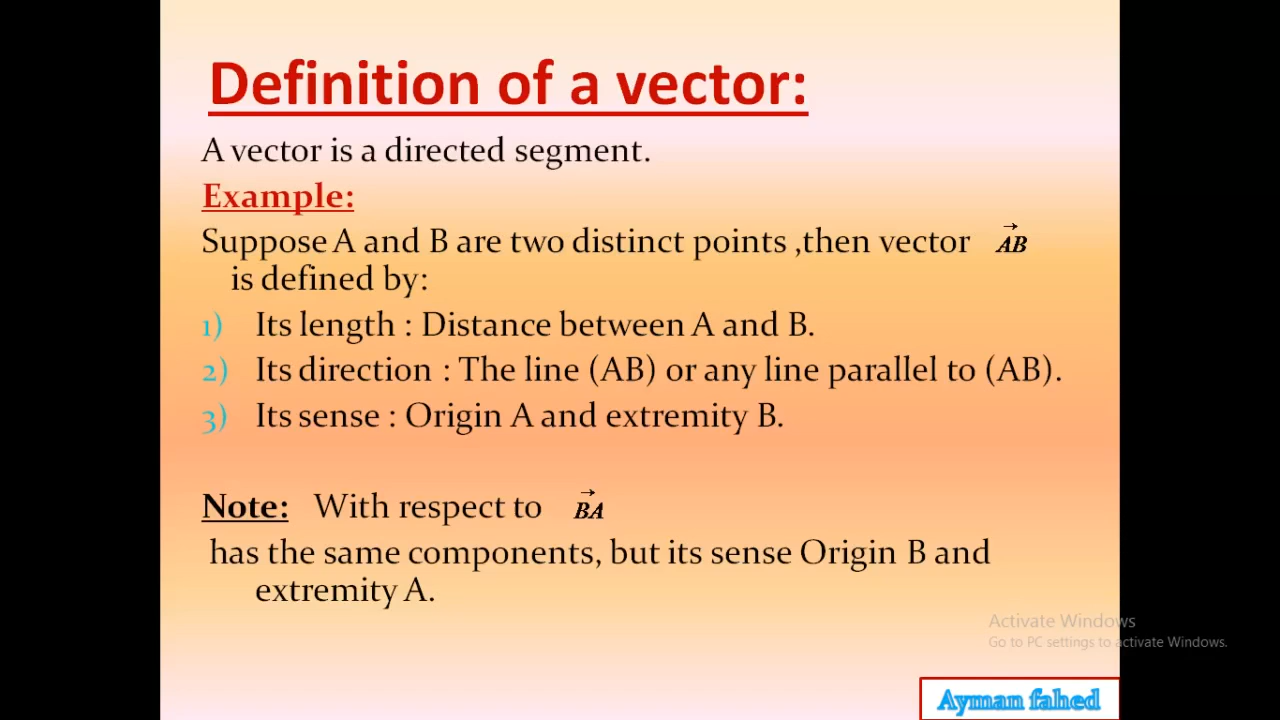 Definition of a vector:
A vector is a directed segment.
Example:
Suppose A and B are two distinct points ,then vector AB⃗
is defined by:
1) Its length : Distance between A and B.
2) Its direction : The line (AB) or any line parallel to (AB).
3) Its sense : Origin A and extremity B.
Note: With respect to BA⃗
has the same components, but its sense Origin B and
extremity A.
Activate Windows
Go to PC settings to activate Windows.
Ayman fahed